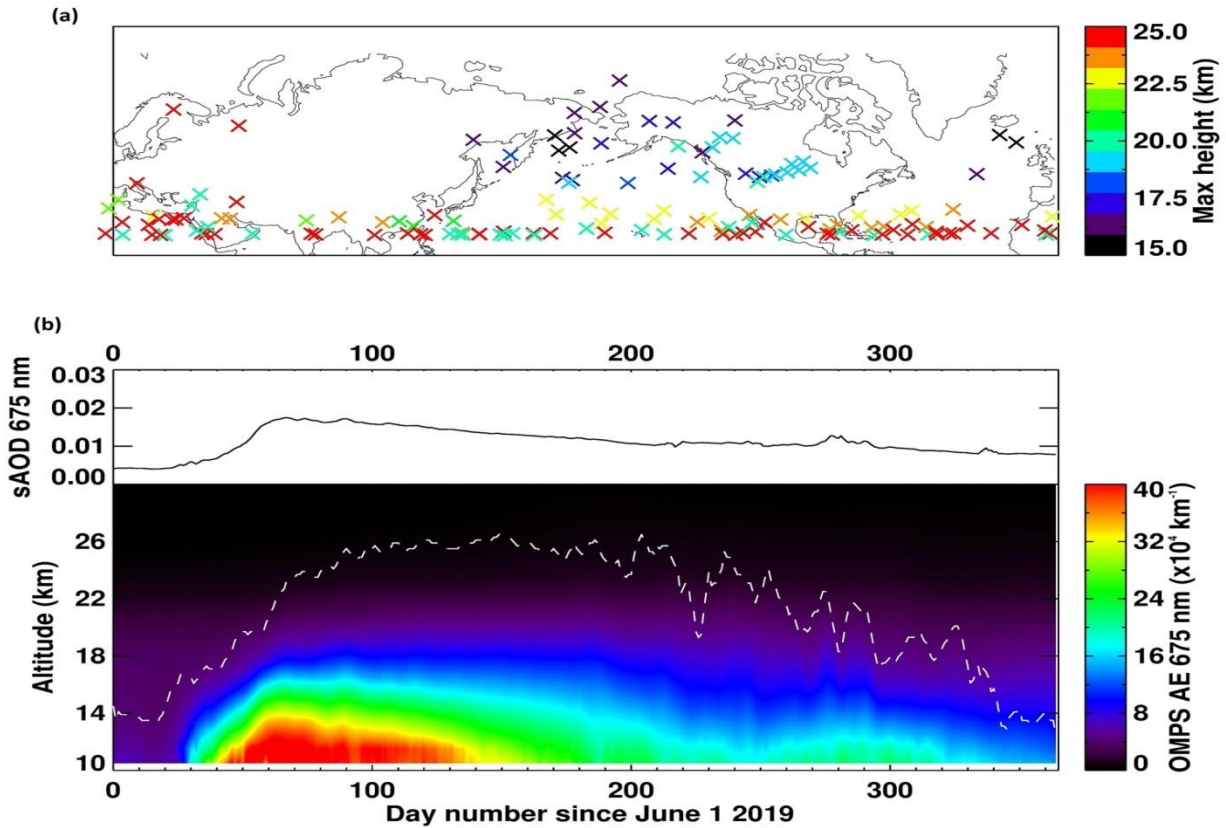 (a)
25.0
22.5
20.0
17.5
15.0
Max height (km)
(b)
0 100 200 300
sAOD 675 nm
0.03
0.02
0.01
0.00
Altitude (km)
26
22
18
14
10
0 100 200 300
Day number since June 1 2019
40
32
24
16
8
0
OMPS AE 675 nm (x10⁴ km⁻¹)